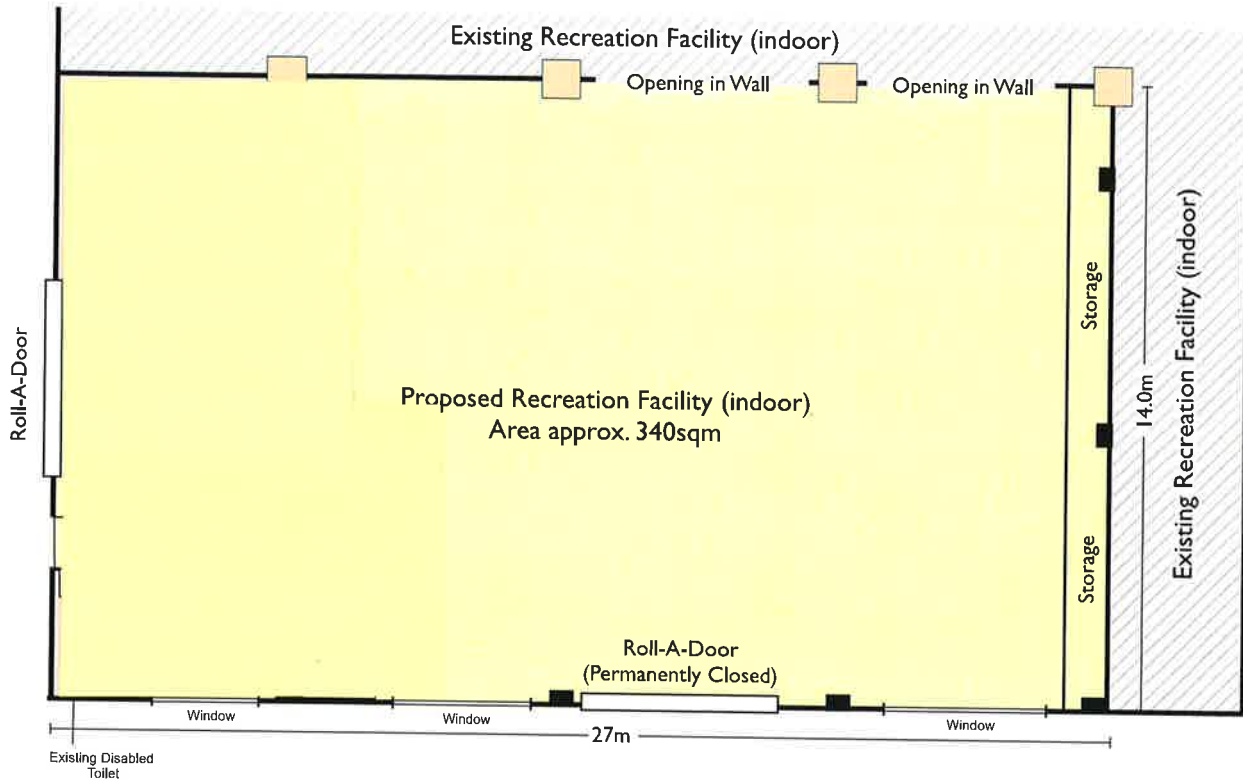 Existing Recreation Facility (indoor)
Opening in Wall
Opening in Wall
Roll-A-Door
Storage
14.0m
Existing Recreation Facility (indoor)
Proposed Recreation Facility (indoor)
Area approx. 340sqm
Storage
Roll-A-Door
(Permanently Closed)
Window
Window
Window
27m
Existing Disabled
Toilet